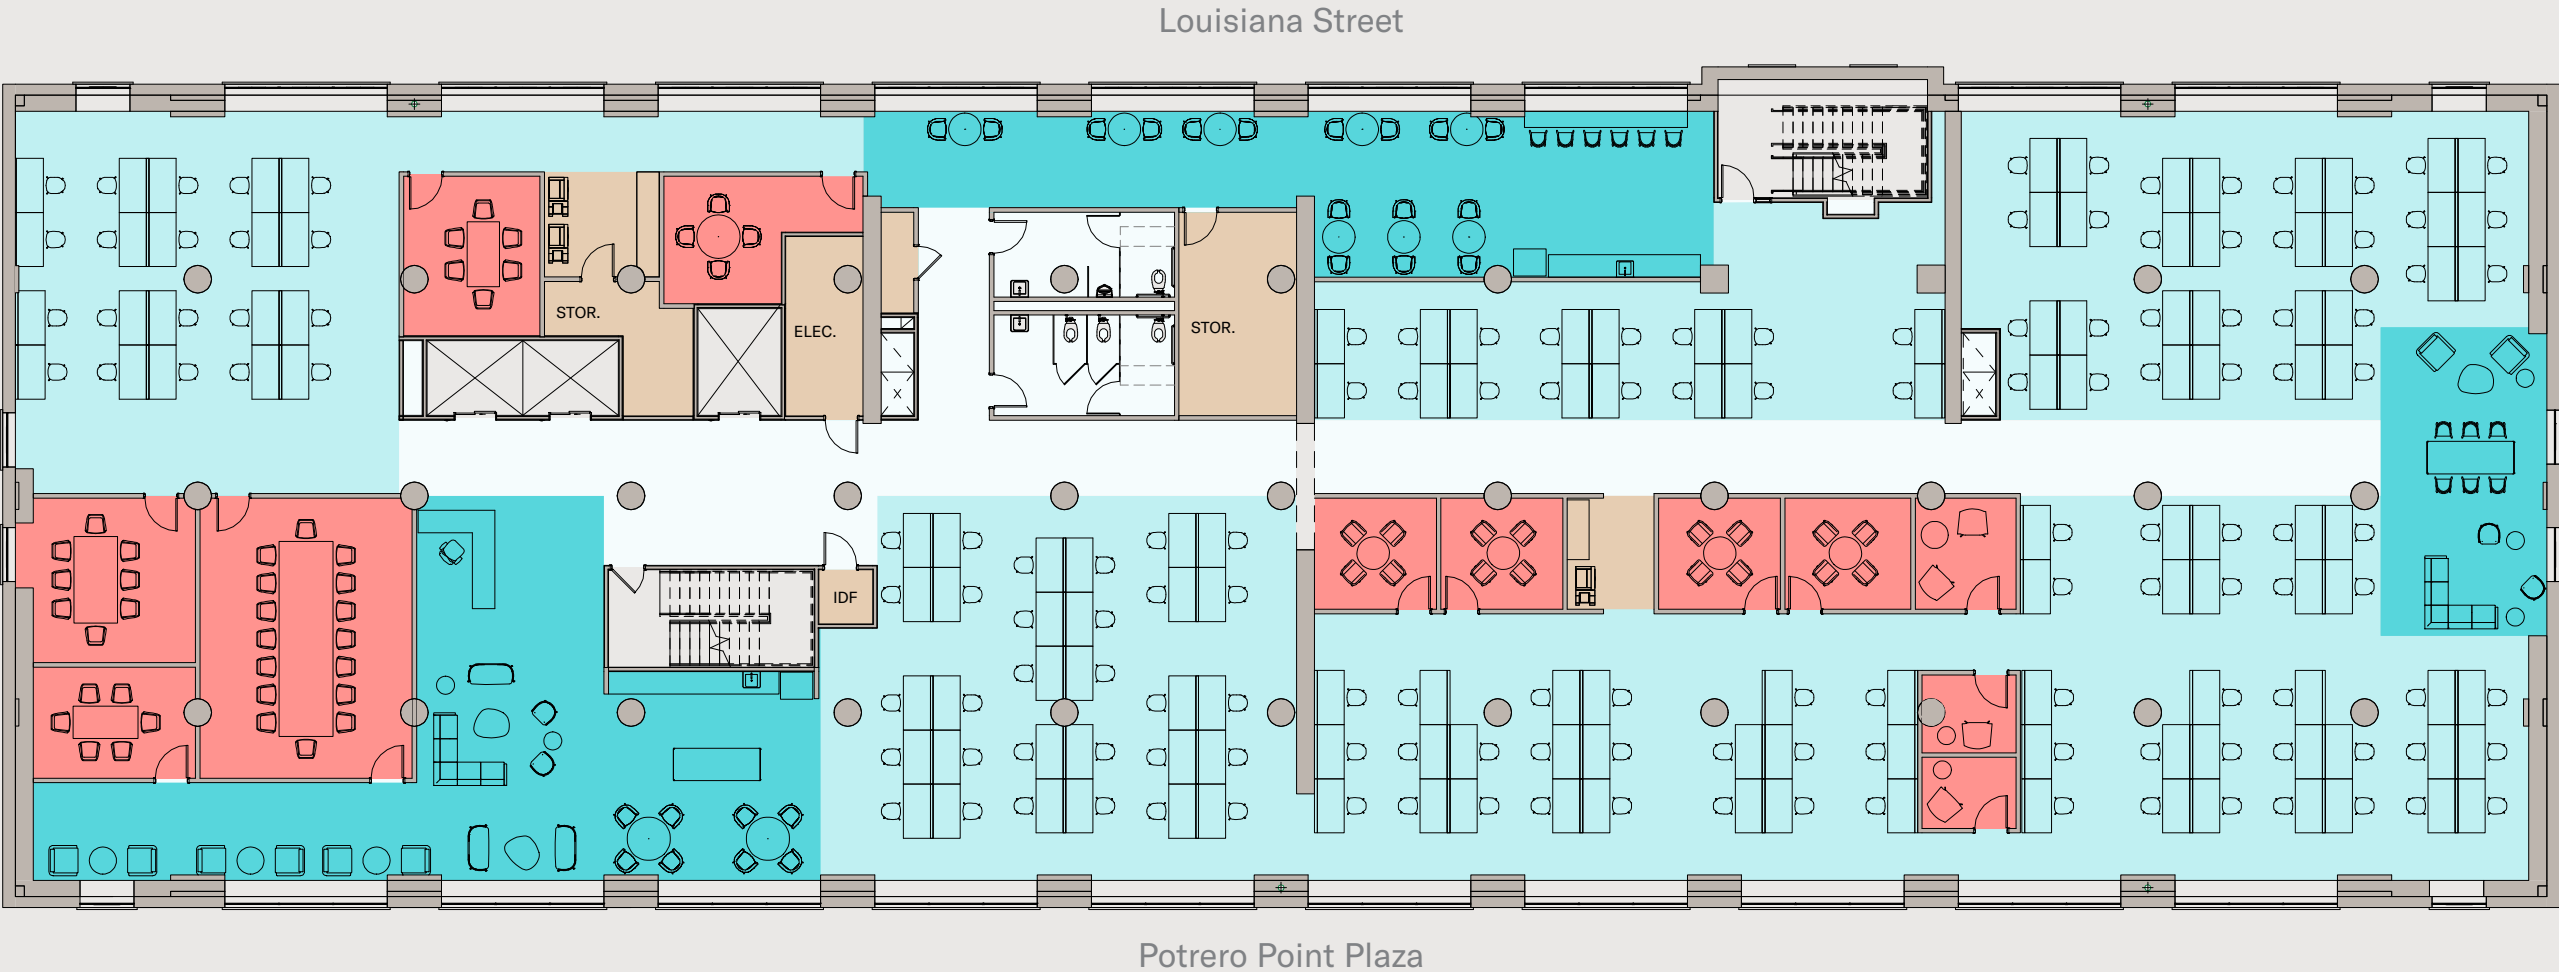 Louisiana Street
STOR.
ELEC.
STOR.
x
x
IDF
Potrero Point Plaza